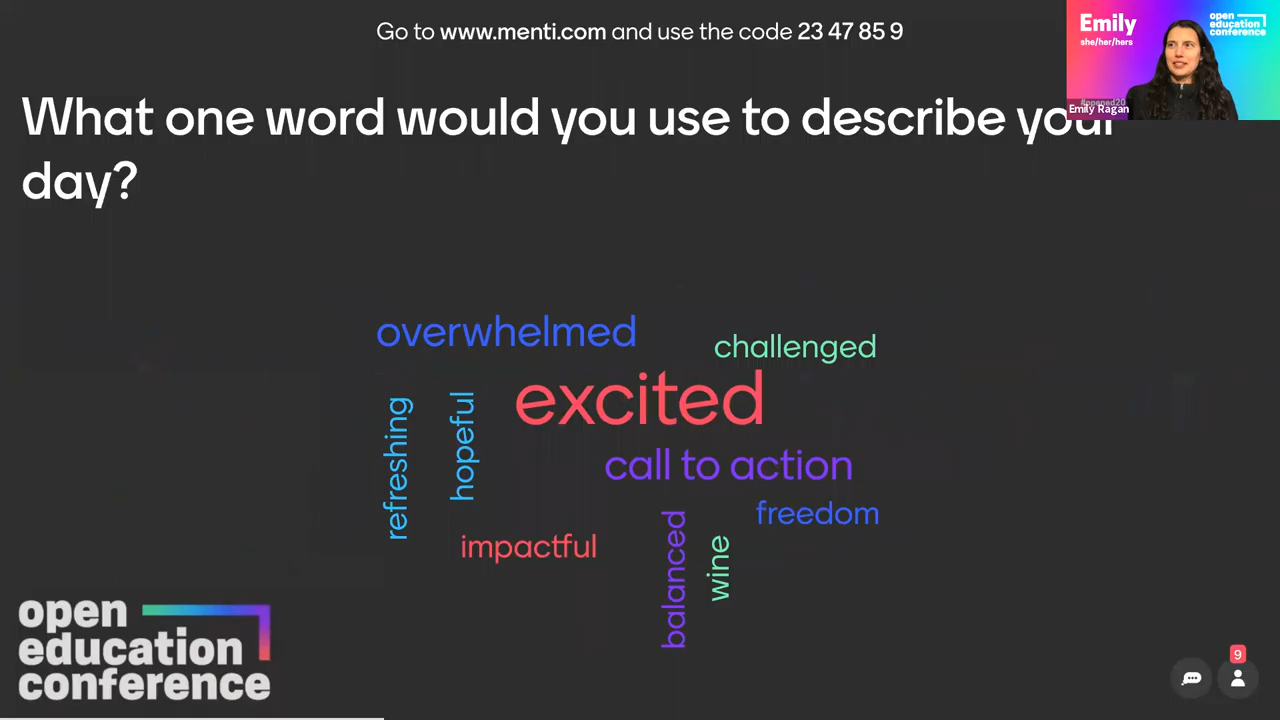 Go to www.menti.com and use the code 23 47 85 9
Emily
she/her/hers
open
education
conference
#opened20
Emily Ragan
What one word would you use to describe your
day?
overwhelmed
challenged
excited
refreshing
hopeful
call to action
freedom
impactful
balanced
wine
open
education
conference
9